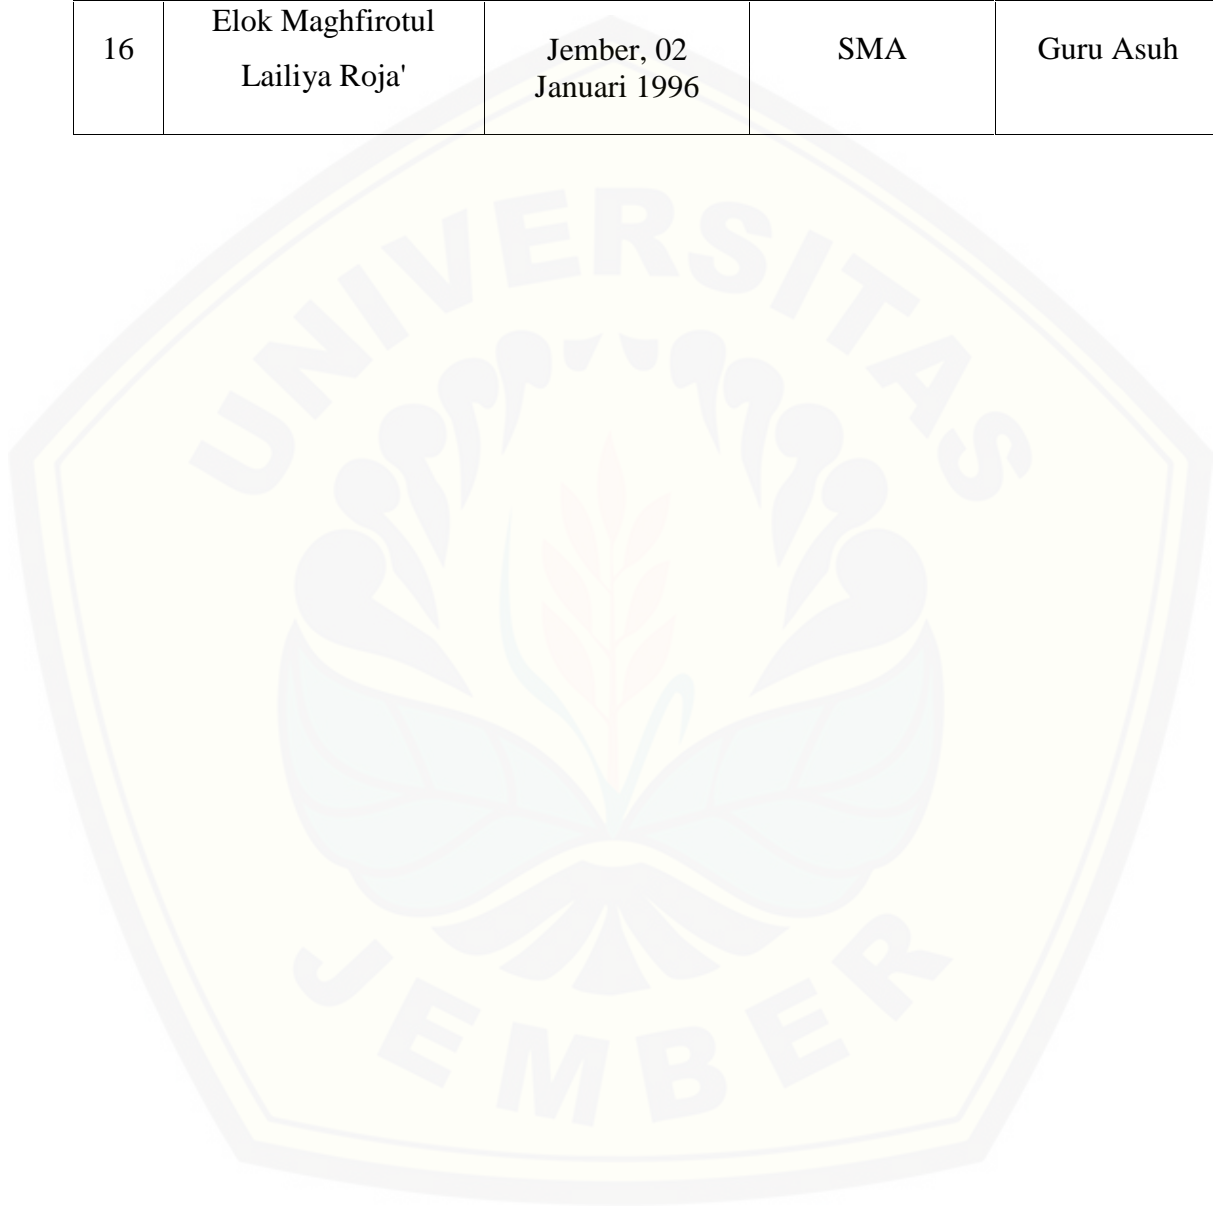 16
Elok Maghfirotul
Lailiya Roja'
Jember, 02
Januari 1996
SMA
Guru Asuh
UNIVERSITAS
JEMBER